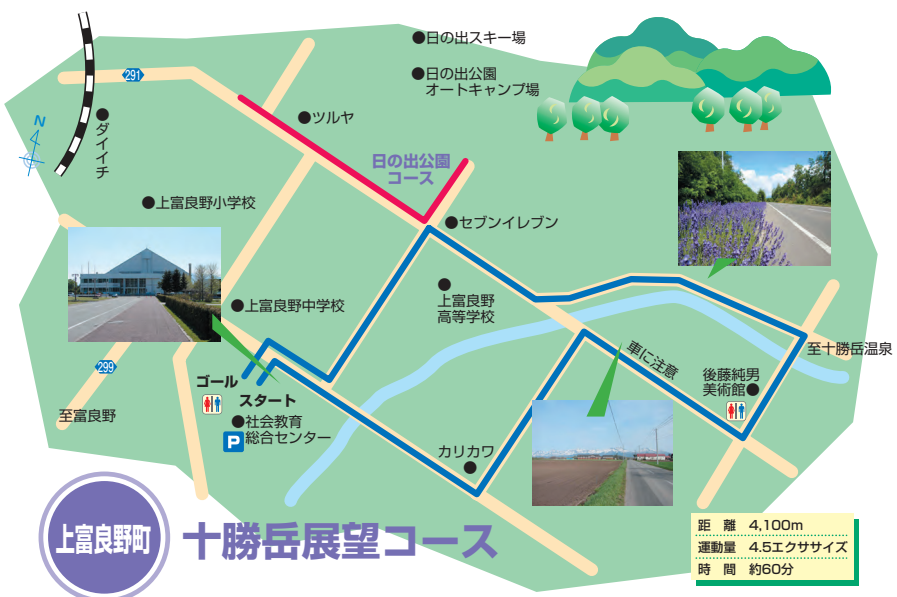 日の出スキー場
日の出公園
オートキャンプ場
291
N
ダイイチ
ツルヤ
日の出公園
コース
上富良野小学校
セブンイレブン
上富良野中学校
上富良野
高等学校
至十勝岳温泉
車に注意
後藤純男
美術館
299
ゴール
スタート
至富良野
社会教育
総合センター
P
カリカワ
上富良野町
十勝岳展望コース
距 離 4,100m
運動量 4.5エクササイズ
時 間 約60分